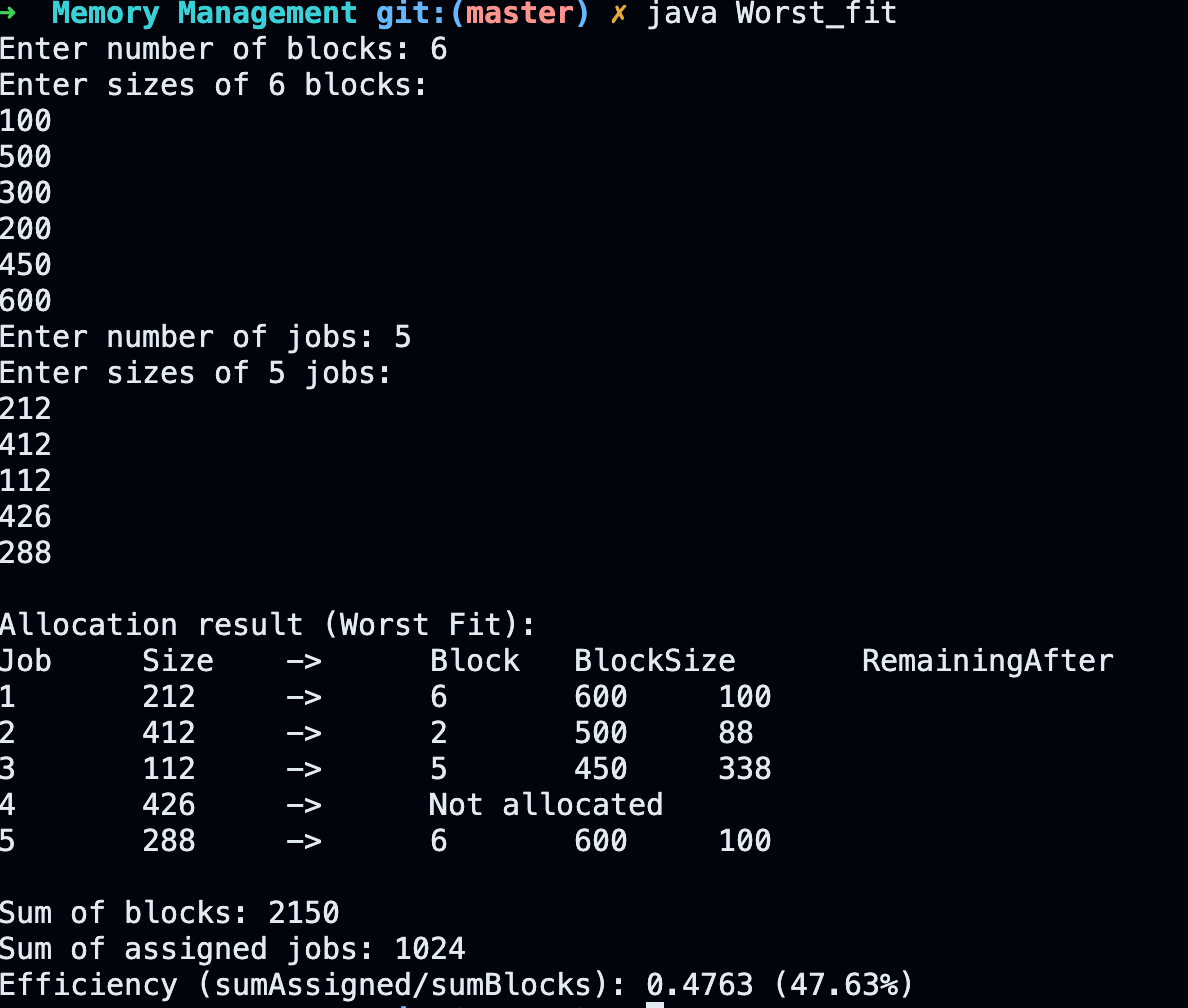 →  Memory Management git:(master) ✗ java Worst_fit
Enter number of blocks: 6
Enter sizes of 6 blocks:
100
500
300
200
450
600
Enter number of jobs: 5
Enter sizes of 5 jobs:
212
412
112
426
288

Allocation result (Worst Fit):
Job     Size    ->      Block   BlockSize       RemainingAfter
1       212     ->      6       600     100
2       412     ->      2       500     88
3       112     ->      5       450     338
4       426     ->      Not allocated
5       288     ->      6       600     100

Sum of blocks: 2150
Sum of assigned jobs: 1024
Efficiency (sumAssigned/sumBlocks): 0.4763 (47.63%)